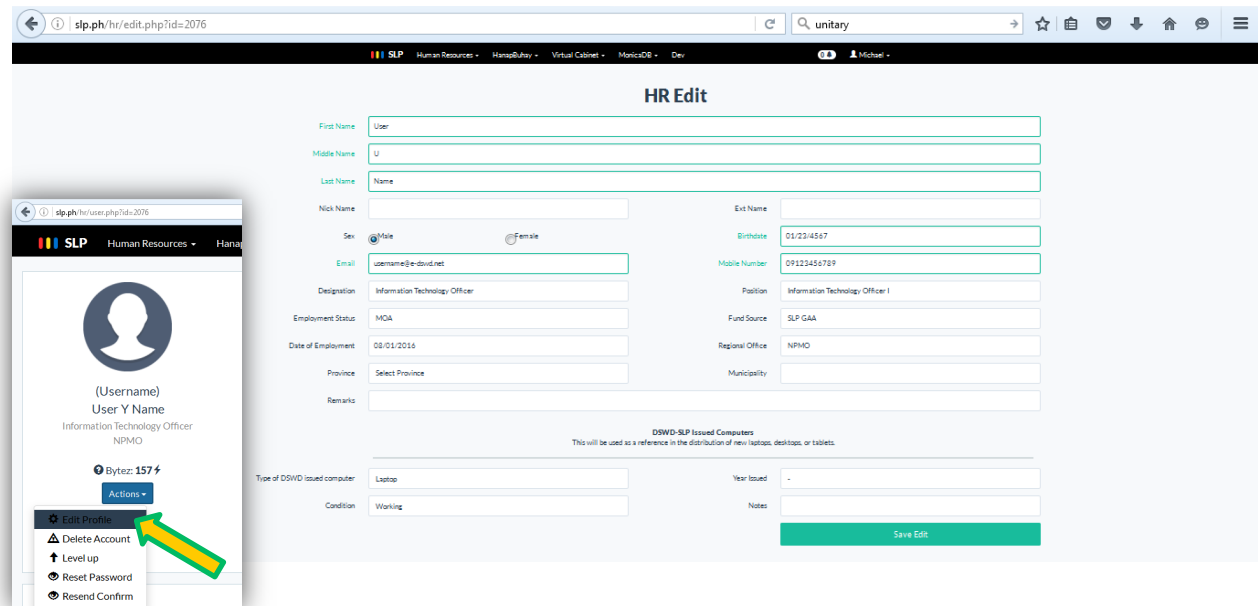 slp.ph/hr/edit.php?id=2076
unitary
SLP Human Resources HanapBuhay Virtual Cabinet MonicaDB Dev 0 Michael
HR Edit
First Name User
Middle Name U
Last Name Name
Nick Name Ext Name
Sex Male Female Birthdate 01/23/4567
Email username@e-dswd.net Mobile Number 09123456789
Designation Information Technology Officer Position Information Technology Officer I
Employment Status MOA Fund Source SLP GAA
Date of Employment 08/01/2016 Regional Office NPMO
Province Select Province Municipality
Remarks
DSWD-SLP Issued Computers
This will be used as a reference in the distribution of new laptops, desktops, or tablets.
Type of DSWD issued computer Laptop Year Issued -
Condition Working Notes
Save Edit
slp.ph/hr/user.php?id=2076
SLP Human Resources Hanap
(Username)
User Y Name
Information Technology Officer
NPMO
Bytez: 157
Actions
Edit Profile
Delete Account
Level up
Reset Password
Resend Confirm